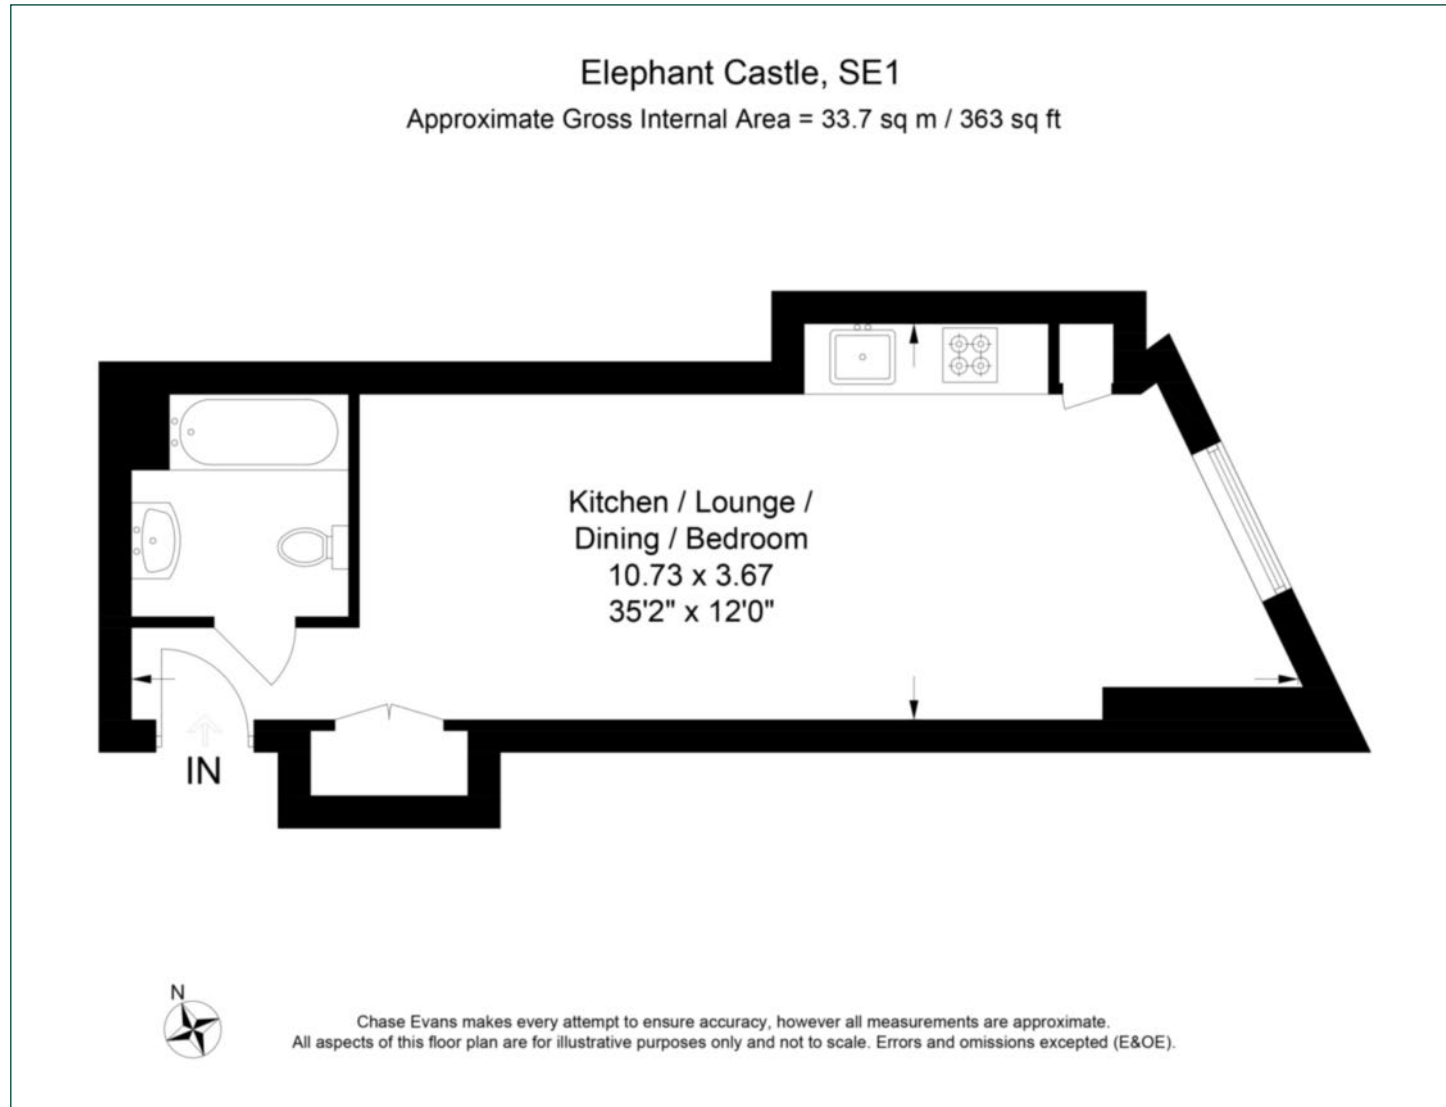 Elephant Castle, SE1
Approximate Gross Internal Area = 33.7 sq m / 363 sq ft
Kitchen / Lounge /
Dining / Bedroom
10.73 x 3.67
35'2" x 12'0"
IN
N
Chase Evans makes every attempt to ensure accuracy, however all measurements are approximate.
All aspects of this floor plan are for illustrative purposes only and not to scale. Errors and omissions excepted (E&OE).